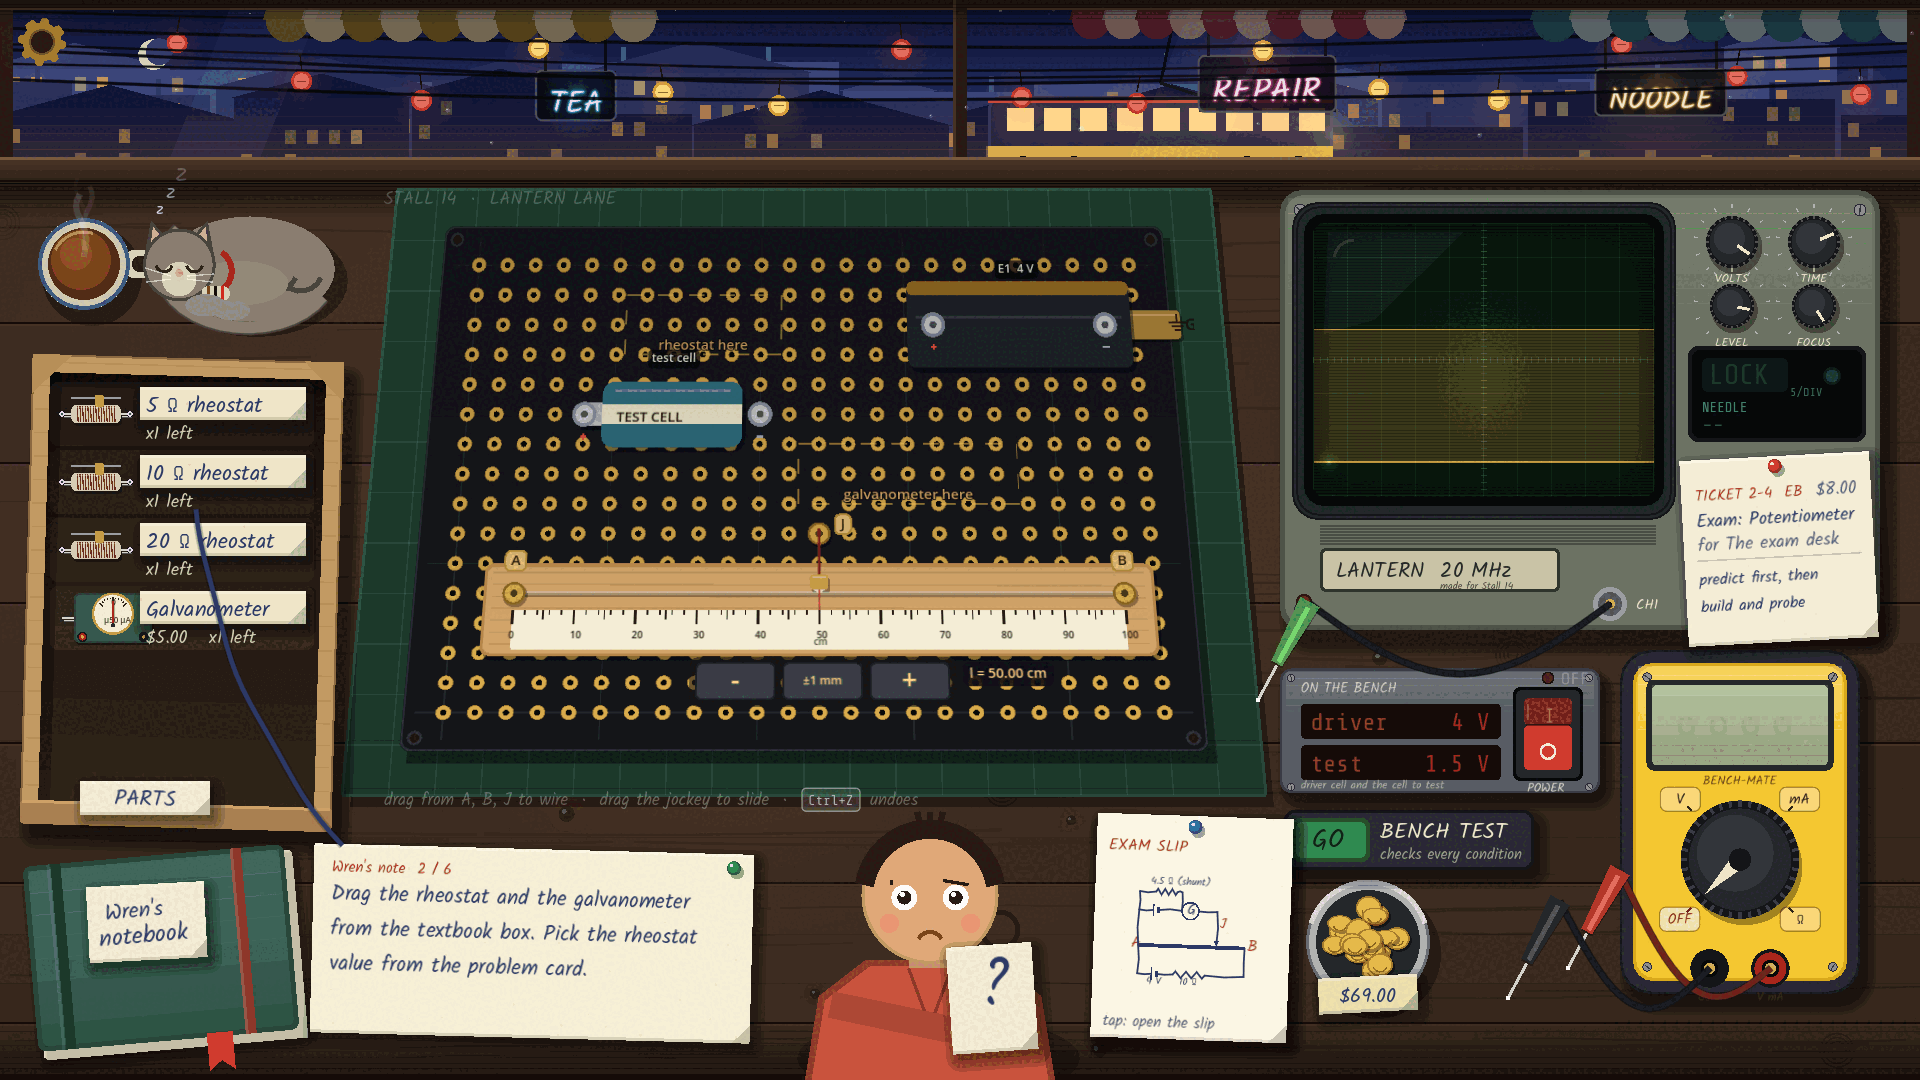 TEA
REPAIR
NOODLE
z
z
z
STALL 14 · LANTERN LANE
E1 4 V
G
+
−
rheostat here
test cell
TEST CELL
+
−
galvanometer here
J
A
B
0 10 20 30 40 50 60 70 80 90 100
cm
-
±1 mm
+
l = 50.00 cm
drag from A, B, J to wire · drag the jockey to slide · Ctrl+Z undoes
5 Ω rheostat
x1 left
10 Ω rheostat
x1 left
20 Ω rheostat
x1 left
Galvanometer
$5.00 x1 left
PARTS
Wren's
notebook
Wren's note 2 / 6
Drag the rheostat and the galvanometer
from the textbook box. Pick the rheostat
value from the problem card.
?
EXAM SLIP
4.5 Ω (shunt)
G
J
A
B
4 V
10 Ω
tap: open the slip
VOLTS
TIME
LEVEL
FOCUS
LOCK
5/DIV
NEEDLE
--
LANTERN 20 MHz
made for Stall 14
CH1
TICKET 2-4 EB $8.00
Exam: Potentiometer
for The exam desk
predict first, then
build and probe
ON THE BENCH
OFF
driver 4 V
test 1.5 V
driver cell and the cell to test
I
POWER
GO
BENCH TEST
checks every condition
$69.00
BENCH-MATE
V
mA
OFF
Ω